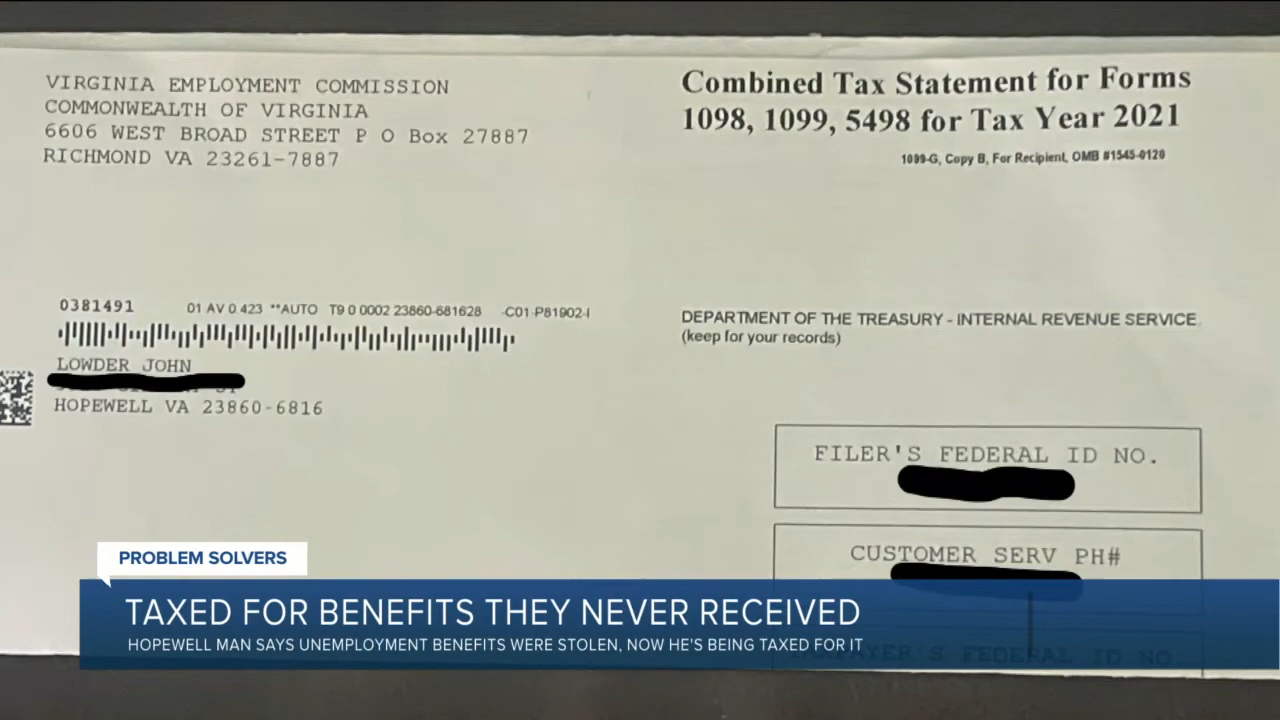 VIRGINIA EMPLOYMENT COMMISSION
COMMONWEALTH OF VIRGINIA
6606 WEST BROAD STREET P O Box 27887
RICHMOND VA 23261-7887
Combined Tax Statement for Forms
1098, 1099, 5498 for Tax Year 2021
1099-G, Copy B, For Recipient, OMB #1545-0120
0381491 01 AV 0 423 **AUTO T9 0 0002 23860-681628 -C01-P81902-I
LOWDER JOHN
HOPEWELL VA 23860-6816
DEPARTMENT OF THE TREASURY - INTERNAL REVENUE SERVICE
(keep for your records)
FILER'S FEDERAL ID NO.
CUSTOMER SERV PH#
PROBLEM SOLVERS
TAXED FOR BENEFITS THEY NEVER RECEIVED
HOPEWELL MAN SAYS UNEMPLOYMENT BENEFITS WERE STOLEN, NOW HE'S BEING TAXED FOR IT
FEDERAL ID NO.